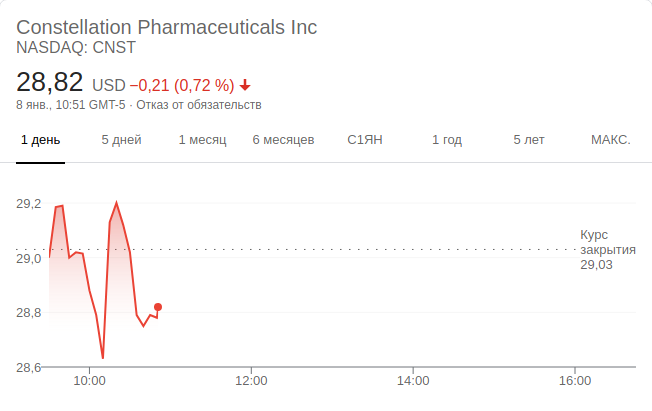 Constellation Pharmaceuticals Inc
NASDAQ: CNST
28,82 USD −0,21 (0,72 %)
8 янв., 10:51 GMT-5 · Отказ от обязательств
1 день 5 дней 1 месяц 6 месяцев С1ЯН 1 год 5 лет МАКС.
29,2
Курс
закрытия
29,03
29,0
28,8
28,6
10:00 12:00 14:00 16:00